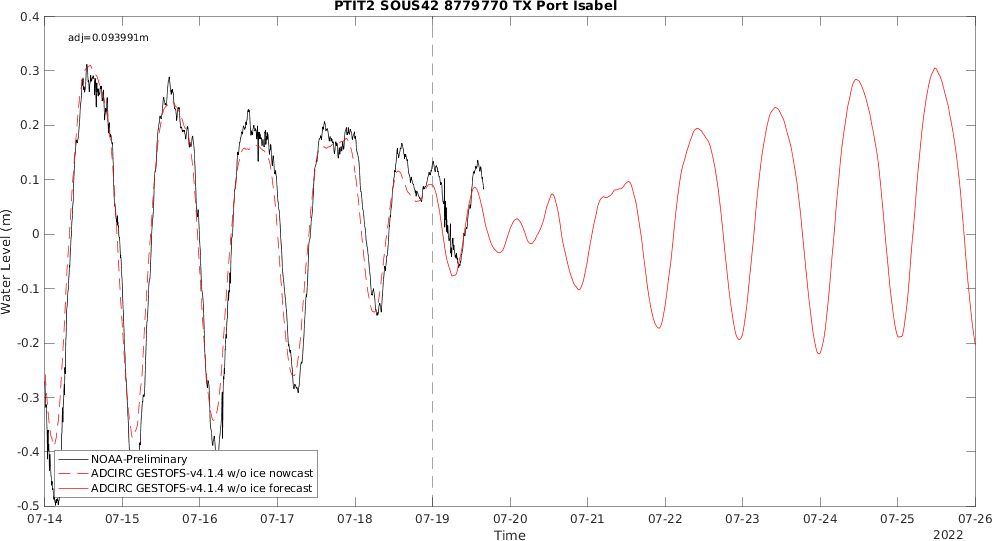 PTIT2 SOUS42 8779770 TX Port Isabel
adj=0.093991m
0.4
0.3
0.2
0.1
0
-0.1
-0.2
-0.3
-0.4
-0.5
Water Level (m)
NOAA-Preliminary
ADCIRC GESTOFS-v4.1.4 w/o ice nowcast
ADCIRC GESTOFS-v4.1.4 w/o ice forecast
07-14 07-15 07-16 07-17 07-18 07-19 07-20 07-21 07-22 07-23 07-24 07-25 07-26
Time
2022